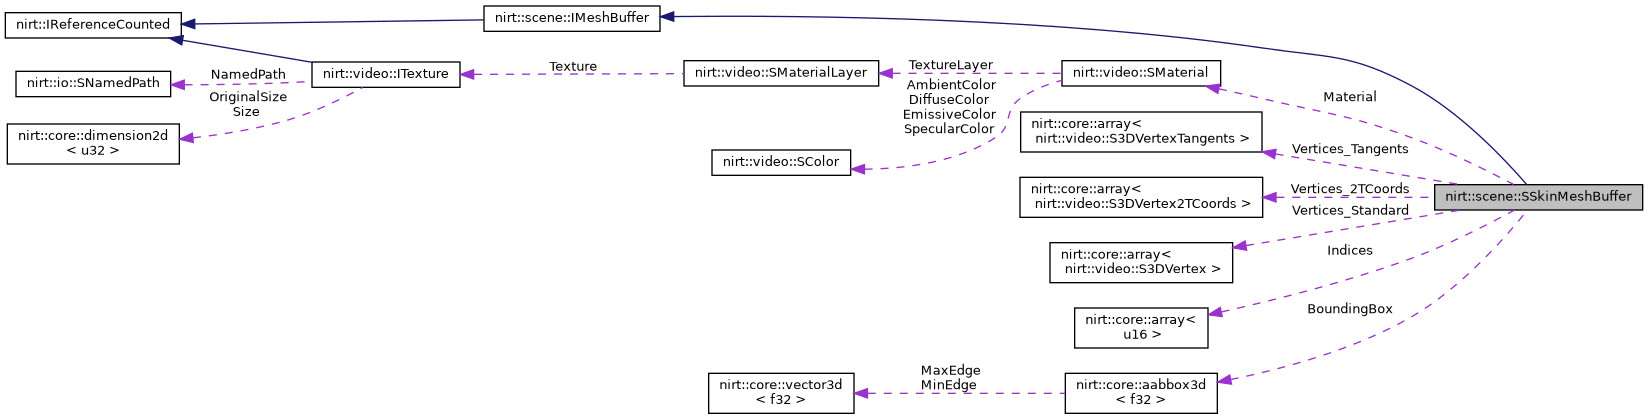 nirt::IReferenceCounted
nirt::scene::IMeshBuffer
nirt::io::SNamedPath
NamedPath
nirt::video::ITexture
Texture
nirt::video::SMaterialLayer
TextureLayer
nirt::video::SMaterial
OriginalSize
Size
nirt::core::dimension2d
< u32 >
AmbientColor
DiffuseColor
EmissiveColor
SpecularColor
nirt::video::SColor
Material
nirt::core::array<
nirt::video::S3DVertexTangents >
Vertices_Tangents
nirt::core::array<
nirt::video::S3DVertex2TCoords >
Vertices_2TCoords
nirt::scene::SSkinMeshBuffer
Vertices_Standard
nirt::core::array<
nirt::video::S3DVertex >
Indices
nirt::core::array<
u16 >
BoundingBox
nirt::core::vector3d
< f32 >
MaxEdge
MinEdge
nirt::core::aabbox3d
< f32 >